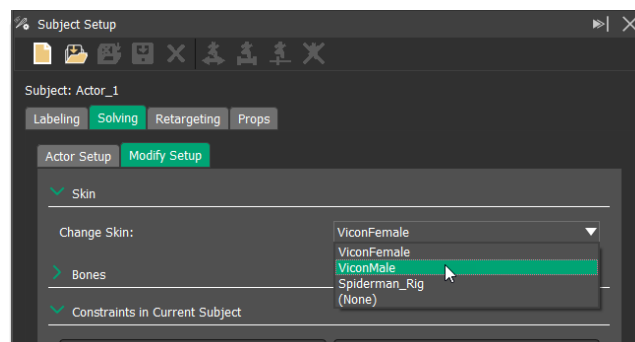 Subject Setup
Subject: Actor_1
Labeling Solving Retargeting Props
Actor Setup Modify Setup
Skin
Change Skin: ViconFemale
ViconFemale
ViconMale
Bones
Spiderman_Rig
(None)
Constraints in Current Subject